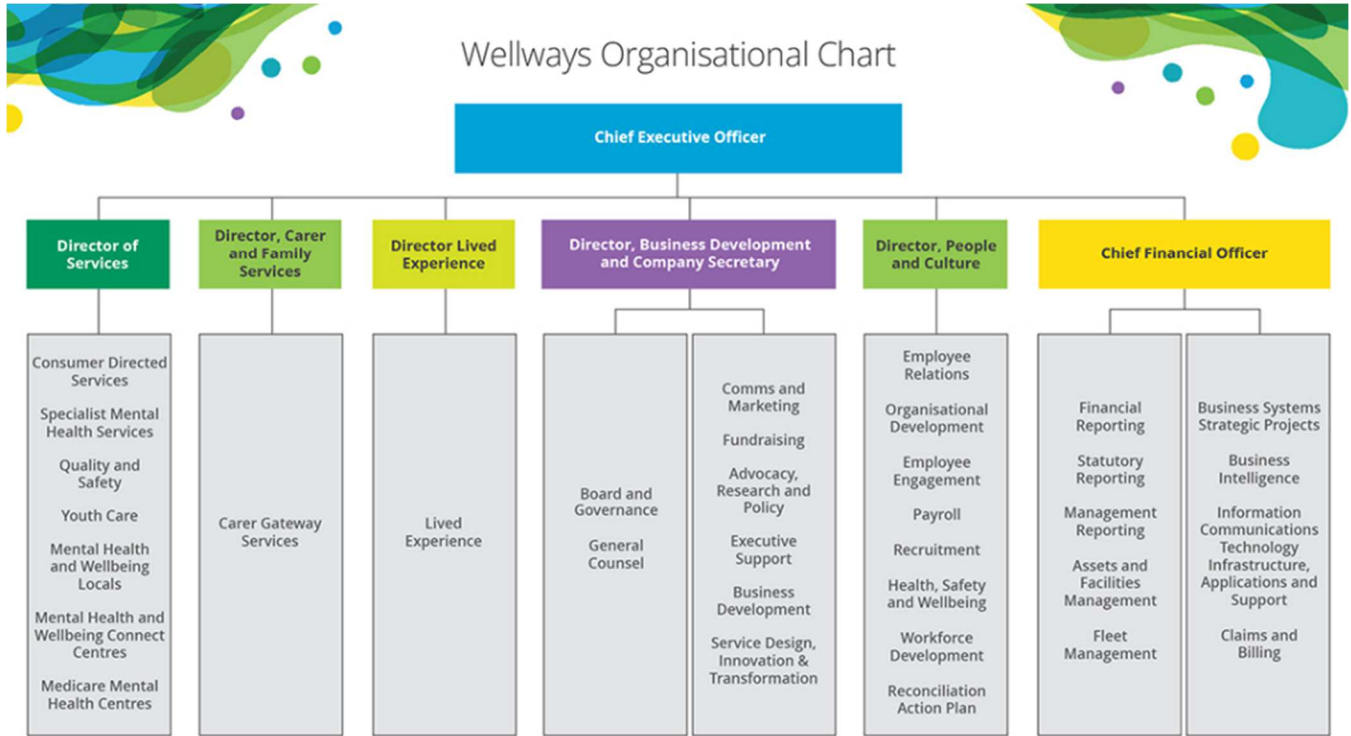 Wellways Organisational Chart
Chief Executive Officer
Director of
Services
Director, Carer
and Family
Services
Director Lived
Experience
Director, Business Development
and Company Secretary
Director, People
and Culture
Chief Financial Officer
Consumer Directed
Services
Specialist Mental
Health Services
Quality and
Safety
Youth Care
Mental Health
and Wellbeing
Locals
Mental Health and
Wellbeing Connect
Centres
Medicare Mental
Health Centres
Carer Gateway
Services
Lived
Experience
Board and
Governance
General
Counsel
Comms and
Marketing
Fundraising
Advocacy,
Research and
Policy
Executive
Support
Business
Development
Service Design,
Innovation &
Transformation
Employee
Relations
Organisational
Development
Employee
Engagement
Payroll
Recruitment
Health, Safety
and Wellbeing
Workforce
Development
Reconciliation
Action Plan
Financial
Reporting
Statutory
Reporting
Management
Reporting
Assets and
Facilities
Management
Fleet
Management
Business Systems
Strategic Projects
Business
Intelligence
Information
Communications
Technology
Infrastructure,
Applications and
Support
Claims and
Billing